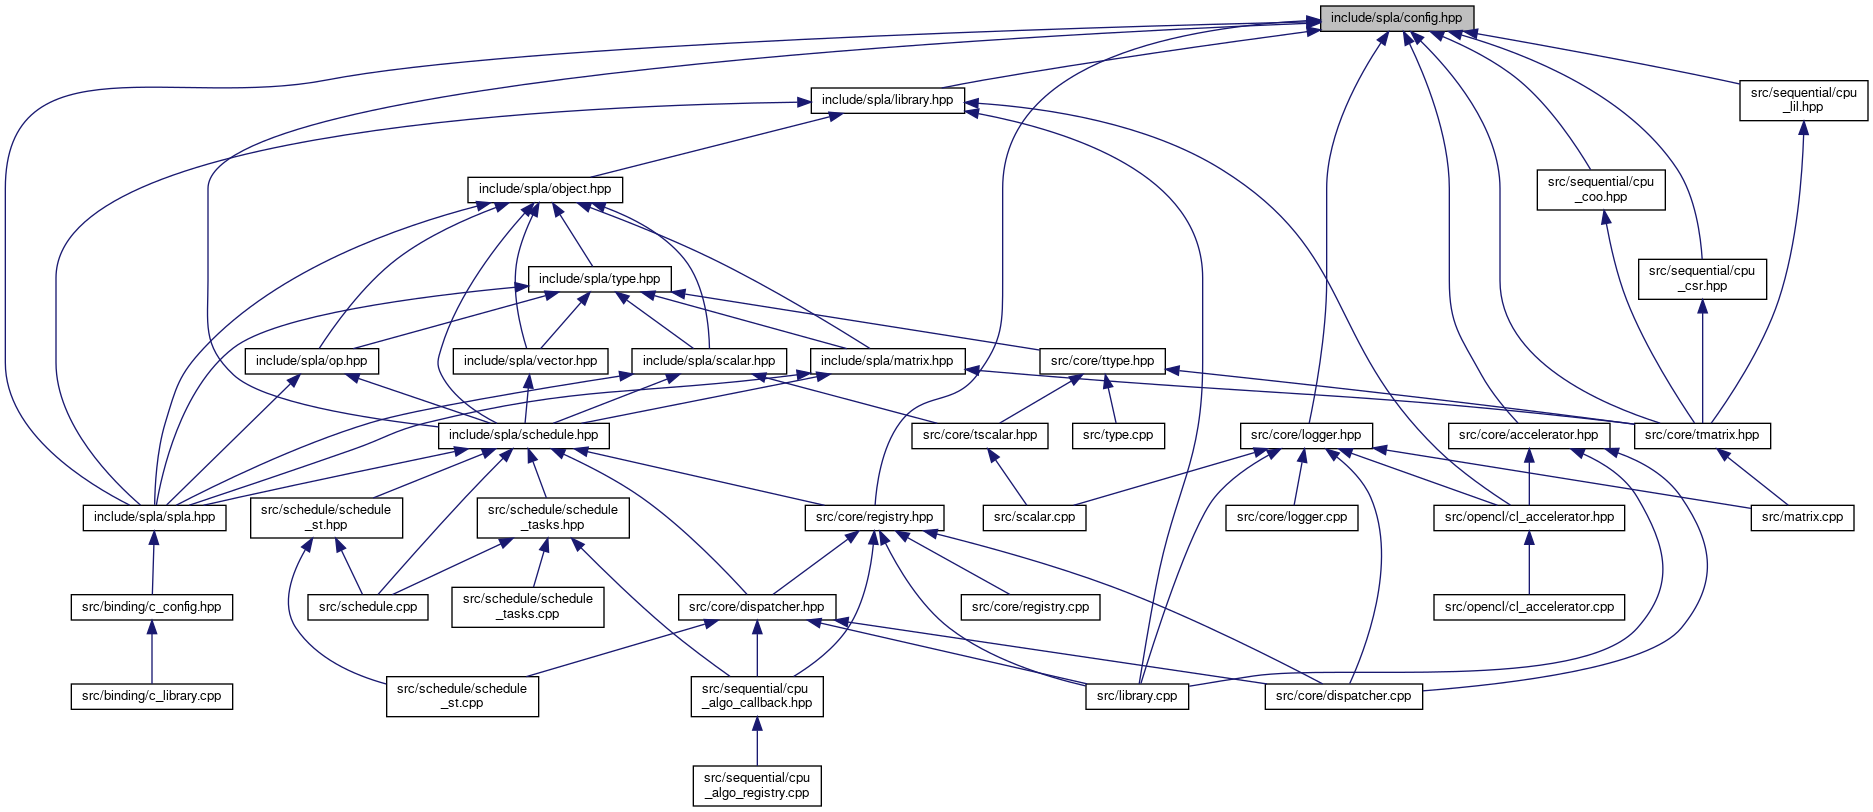 include/spla/config.hpp
include/spla/library.hpp
src/sequential/cpu
_lil.hpp
include/spla/object.hpp
src/sequential/cpu
_coo.hpp
include/spla/type.hpp
src/sequential/cpu
_csr.hpp
include/spla/op.hpp
include/spla/vector.hpp
include/spla/scalar.hpp
include/spla/matrix.hpp
src/core/ttype.hpp
include/spla/schedule.hpp
src/core/tscalar.hpp
src/type.cpp
src/core/logger.hpp
src/core/accelerator.hpp
src/core/tmatrix.hpp
include/spla/spla.hpp
src/schedule/schedule
_st.hpp
src/schedule/schedule
_tasks.hpp
src/core/registry.hpp
src/scalar.cpp
src/core/logger.cpp
src/opencl/cl_accelerator.hpp
src/matrix.cpp
src/binding/c_config.hpp
src/schedule.cpp
src/schedule/schedule
_tasks.cpp
src/core/dispatcher.hpp
src/core/registry.cpp
src/opencl/cl_accelerator.cpp
src/binding/c_library.cpp
src/schedule/schedule
_st.cpp
src/sequential/cpu
_algo_callback.hpp
src/library.cpp
src/core/dispatcher.cpp
src/sequential/cpu
_algo_registry.cpp